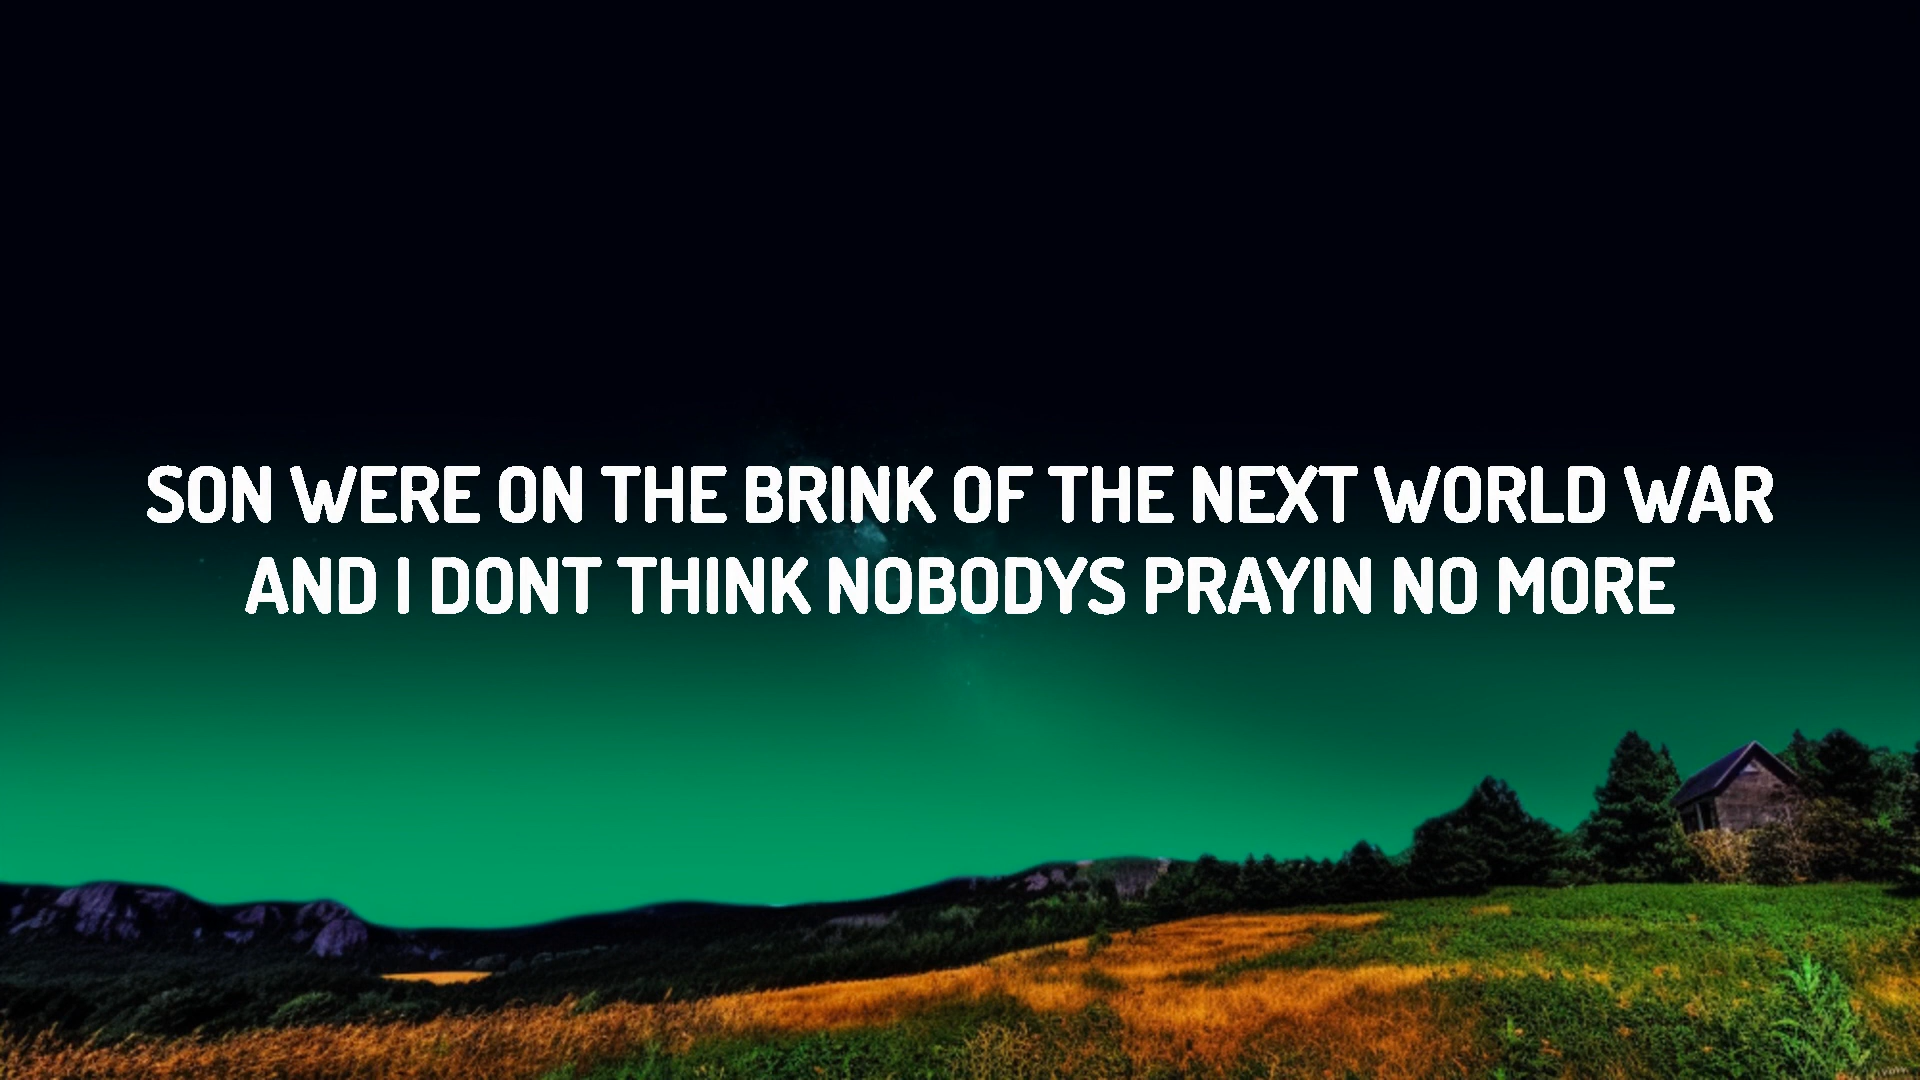 SON WERE ON THE BRINK OF THE NEXT WORLD WAR
AND I DONT THINK NOBODYS PRAYIN NO MORE